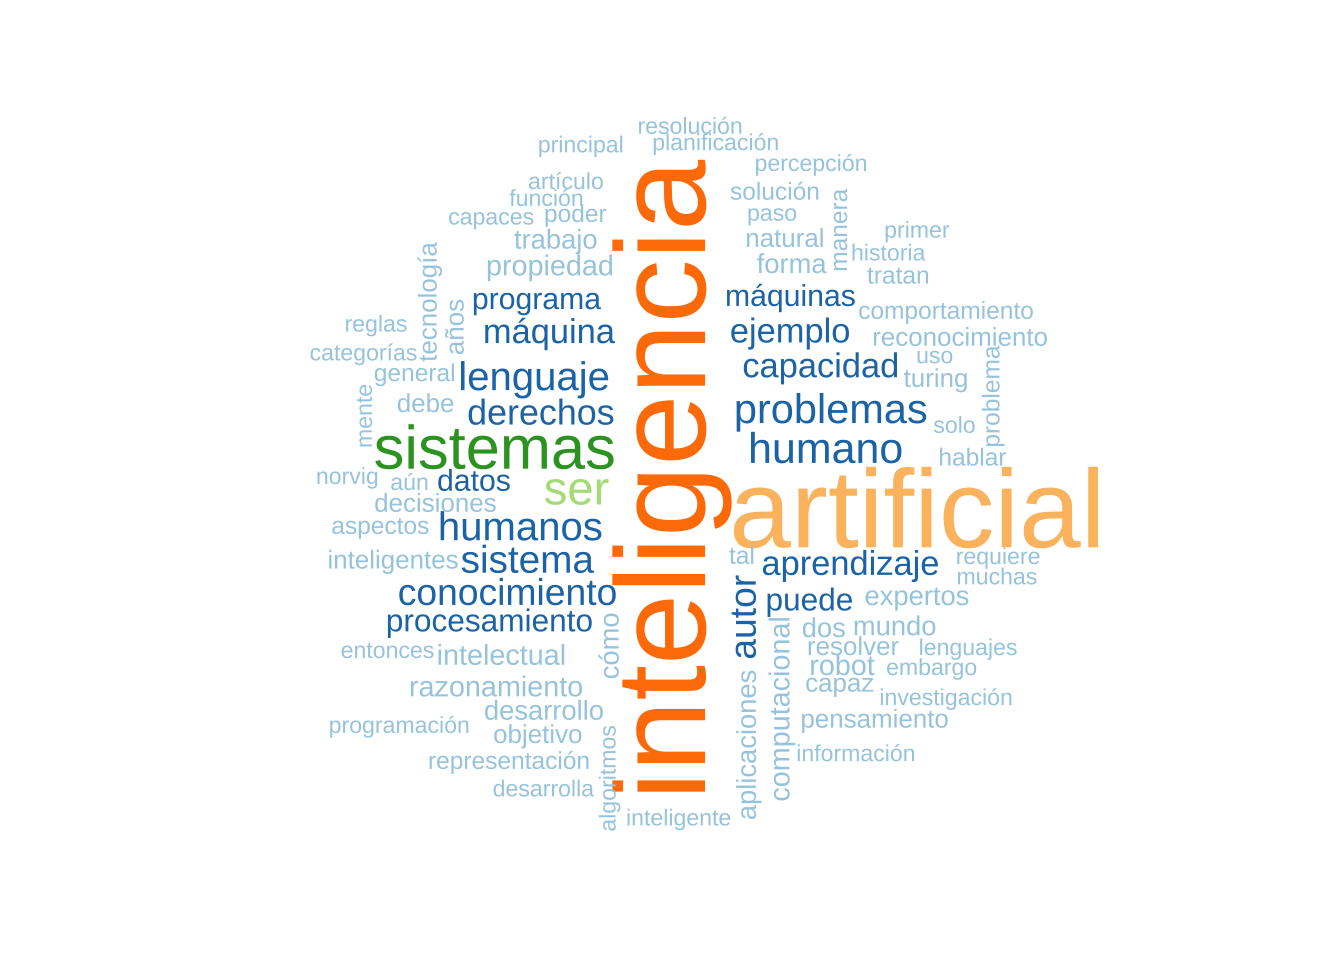 resolución
planificación
principal
percepción
artículo
solución
función
capaces
poder
paso
manera
primer
trabajo
natural
historia
propiedad
forma
tratan
tecnología
años
programa
máquinas
comportamiento
reglas
máquina
ejemplo
reconocimiento
categorías
general
lenguaje
capacidad
uso
turing
problema
mente
debe
derechos
problemas
solo
sistemas
humano
hablar
norvig
aún
datos
ser
inteligencia
artificial
decisiones
aspectos
humanos
inteligentes
sistema
tal
aprendizaje
requiere
muchas
conocimiento
autor
puede
expertos
procesamiento
cómo
dos
mundo
entonces
intelectual
resolver
lenguajes
robot
embargo
razonamiento
capaz
investigación
computacional
aplicaciones
desarrollo
programación
objetivo
pensamiento
representación
información
desarrolla
algoritmos
inteligente